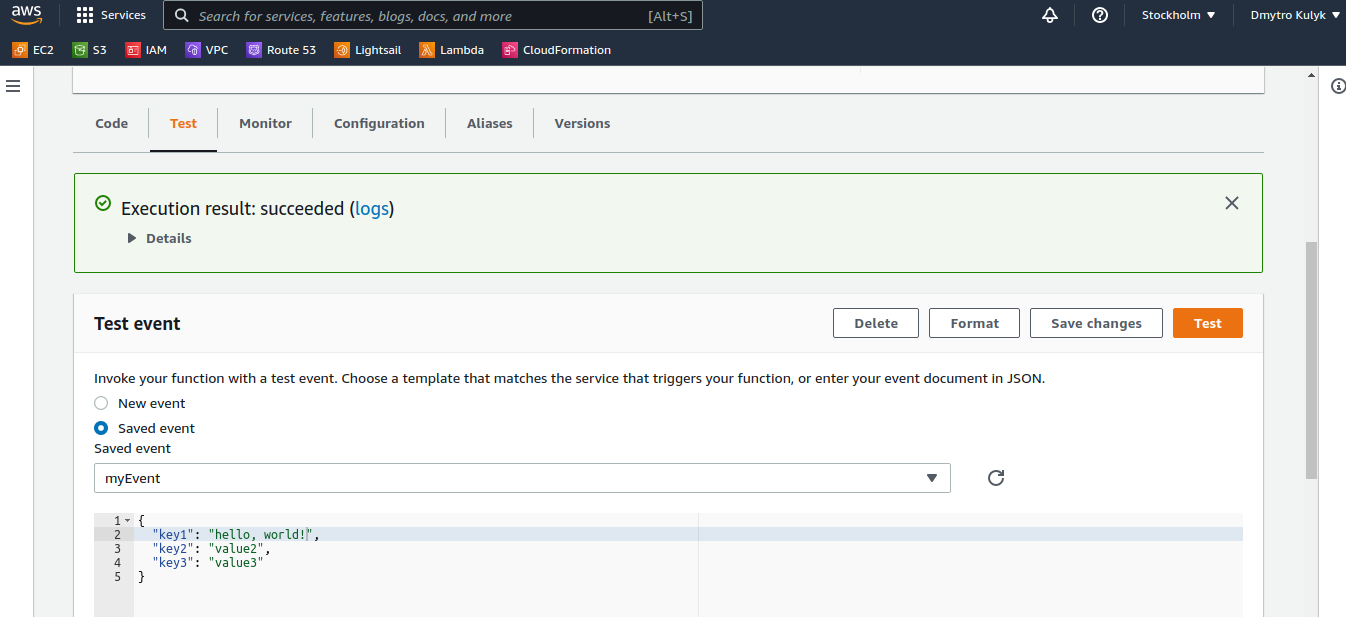 aws Services Search for services, features, blogs, docs, and more [Alt+S] Stockholm ▼ Dmytro Kulyk ▼
EC2 S3 IAM VPC Route 53 Lightsail Lambda CloudFormation
Code Test Monitor Configuration Aliases Versions
Execution result: succeeded (logs)
Details
Test event Delete Format Save changes Test
Invoke your function with a test event. Choose a template that matches the service that triggers your function, or enter your event document in JSON.
New event
Saved event
Saved event
myEvent
1 {
2 "key1": "hello, world!",
3 "key2": "value2",
4 "key3": "value3"
5 }